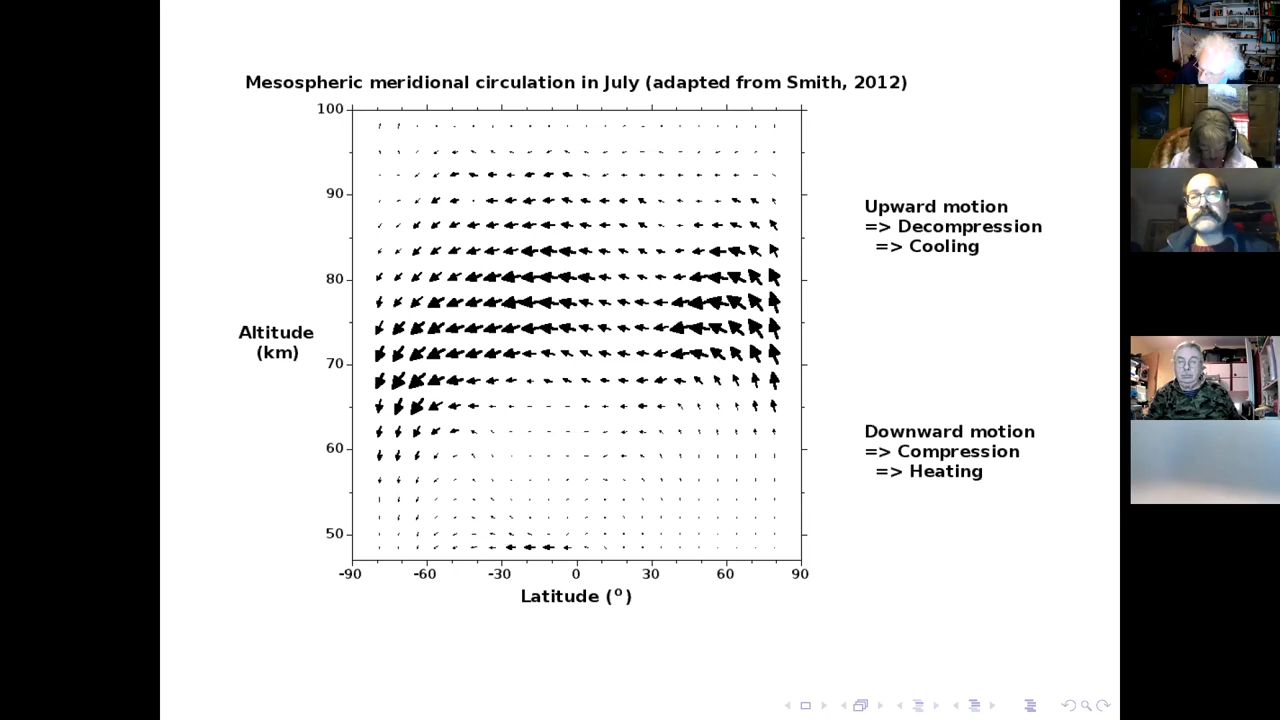 Mesospheric meridional circulation in July (adapted from Smith, 2012)
100
90
80
70
60
50
Altitude
(km)
-90
-60
-30
0
30
60
90
Latitude (º)
Upward motion
=> Decompression
=> Cooling
Downward motion
=> Compression
=> Heating